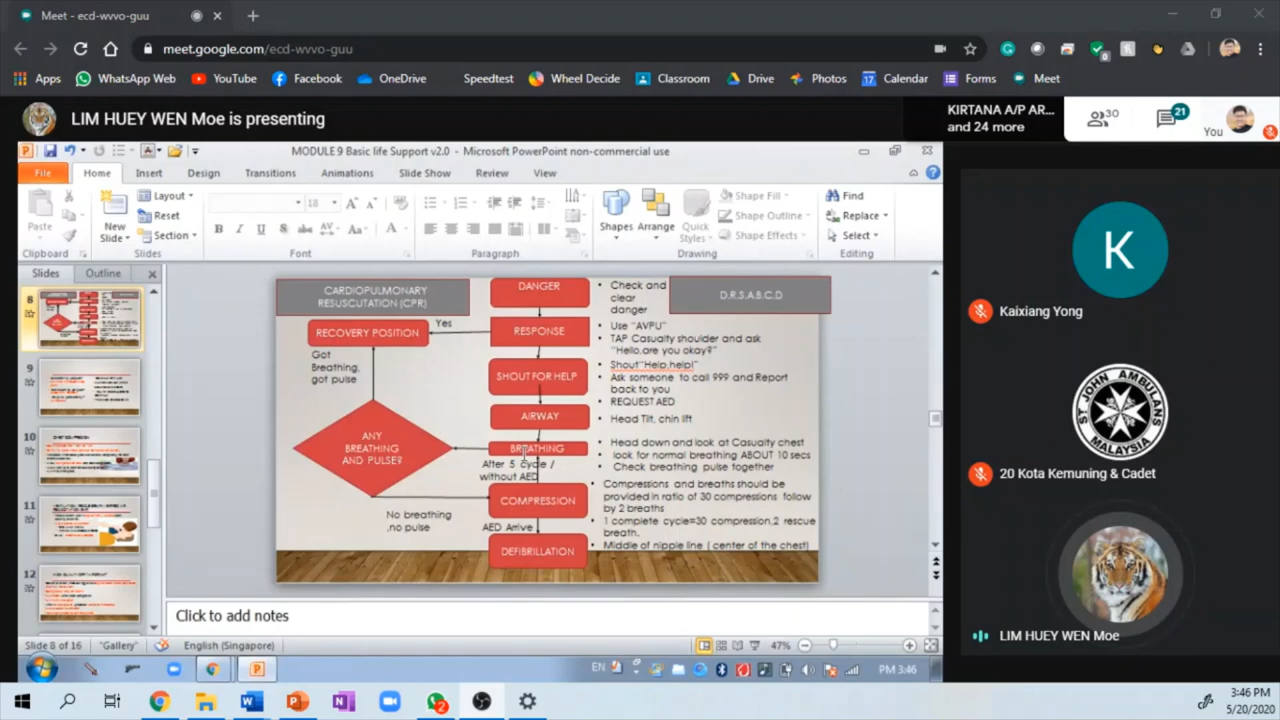 Meet - ecd-wvvo-guu
meet.google.com/ecd-wvvo-guu
Apps WhatsApp Web YouTube Facebook OneDrive Speedtest Wheel Decide Classroom Drive Photos Calendar Forms Meet
LIM HUEY WEN Moe is presenting
KIRTANA A/P AR...
and 24 more
30
21
You
MODULE 9 Basic life Support v2.0 - Microsoft PowerPoint non-commercial use
File Home Insert Design Transitions Animations Slide Show Review View
Paste
Clipboard
New
Slide
Layout
Reset
Section
Slides
18
B I U S abc AV Aa A
Font
Paragraph
Shapes
Arrange
Quick
Styles
Shape Fill
Shape Outline
Shape Effects
Drawing
Find
Replace
Select
Editing
Slides Outline
8
9
10
11
12
CARDIOPULMONARY
RESUSCUTATION (CPR)
DANGER
Check and
clear
danger
D.R.S.A.B.C.D
RECOVERY POSITION
Yes
RESPONSE
• Use "AVPU"
• TAP Casualty shoulder and ask
"Hello,are you okay?"
Got
Breathing,
got pulse
SHOUT FOR HELP
• Shout"Help,help!"
• Ask someone to call 999 and Report
back to you
• REQUEST AED
AIRWAY
• Head Tilt, chin lift
ANY
BREATHING
AND PULSE?
BREATHING
• Head down and look at Casualty chest
look for normal breathing ABOUT 10 secs
• Check breathing pulse together
After 5 cycle /
without AED
COMPRESSION
• Compressions and breaths should be
provided in ratio of 30 compressions follow
by 2 breaths
No breathing
,no pulse
• 1 complete cycle=30 compression,2 rescue
breath.
AED arrive
• Middle of nipple line ( center of the chest)
DEFIBRILLATION
Click to add notes
Slide 8 of 16 "Gallery" English (Singapore) 47%
EN PM 3:46
K
Kaixiang Yong
ST JOHN AMBULANS
MALAYSIA
20 Kota Kemuning & Cadet
LIM HUEY WEN Moe
2
3:46 PM
5/20/2020